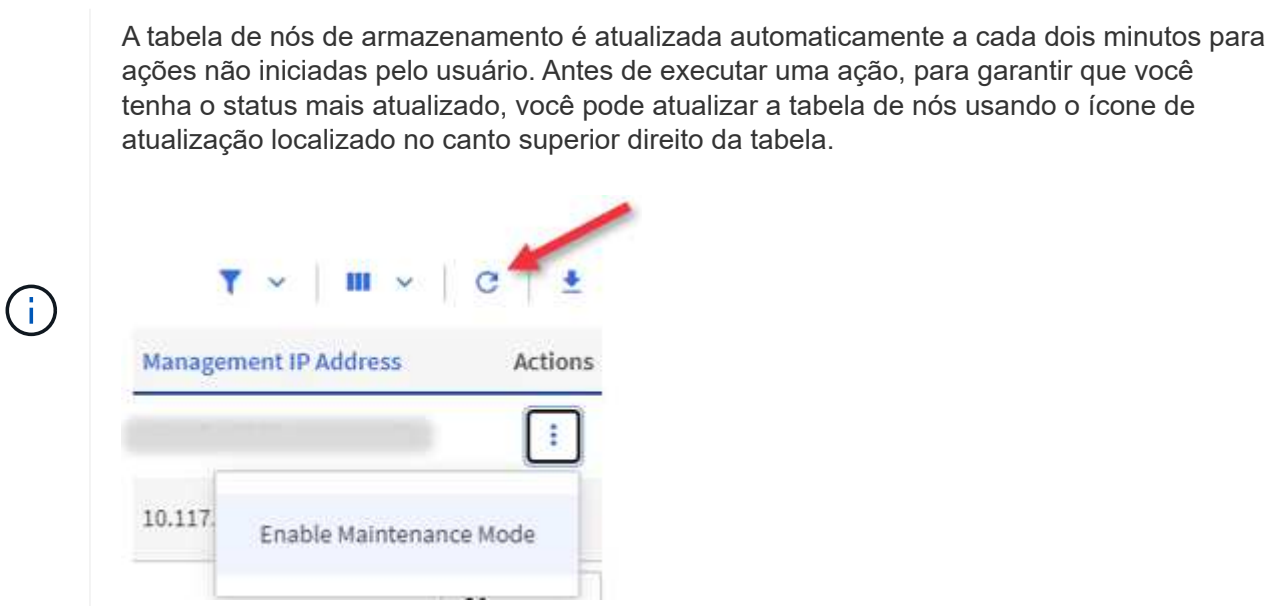 A tabela de nós de armazenamento é atualizada automaticamente a cada dois minutos para
ações não iniciadas pelo usuário. Antes de executar uma ação, para garantir que você
tenha o status mais atualizado, você pode atualizar a tabela de nós usando o ícone de
atualização localizado no canto superior direito da tabela.
Management IP Address Actions
10.117.
Enable Maintenance Mode